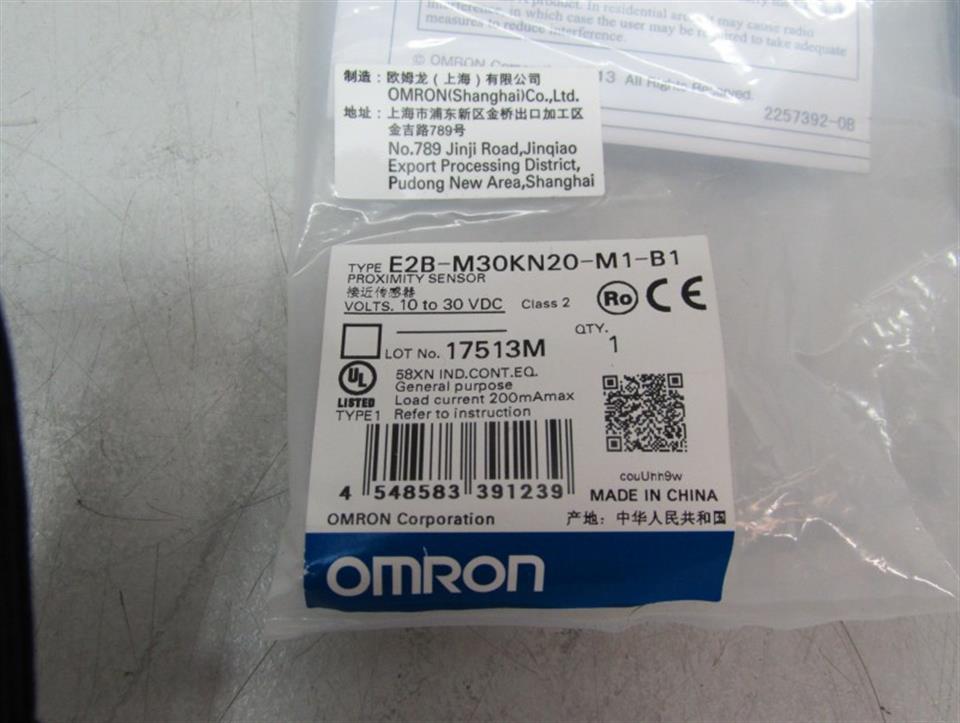 interference, in which case the user may be required to take adequate
measures to reduce interference.
© OMRON
13 All Rights Reserved.
2257392-0B
制造：欧姆龙（上海）有限公司
OMRON(Shanghai)Co.,Ltd.
地址：上海市浦东新区金桥出口加工区
金吉路789号
No.789 Jinji Road,Jinqiao
Export Processing District,
Pudong New Area,Shanghai
TYPE E2B-M30KN20-M1-B1
PROXIMITY SENSOR
接近传感器
VOLTS. 10 to 30 VDC Class 2
Ro CE
QTY.
LOT No. 17513M 1
UL
LISTED
58XN IND.CONT.EQ.
General purpose
Load current 200mAmax
TYPE1 Refer to instruction
couUnh9w
4 548583 391239
MADE IN CHINA
OMRON Corporation
产地：中华人民共和国
OMRON